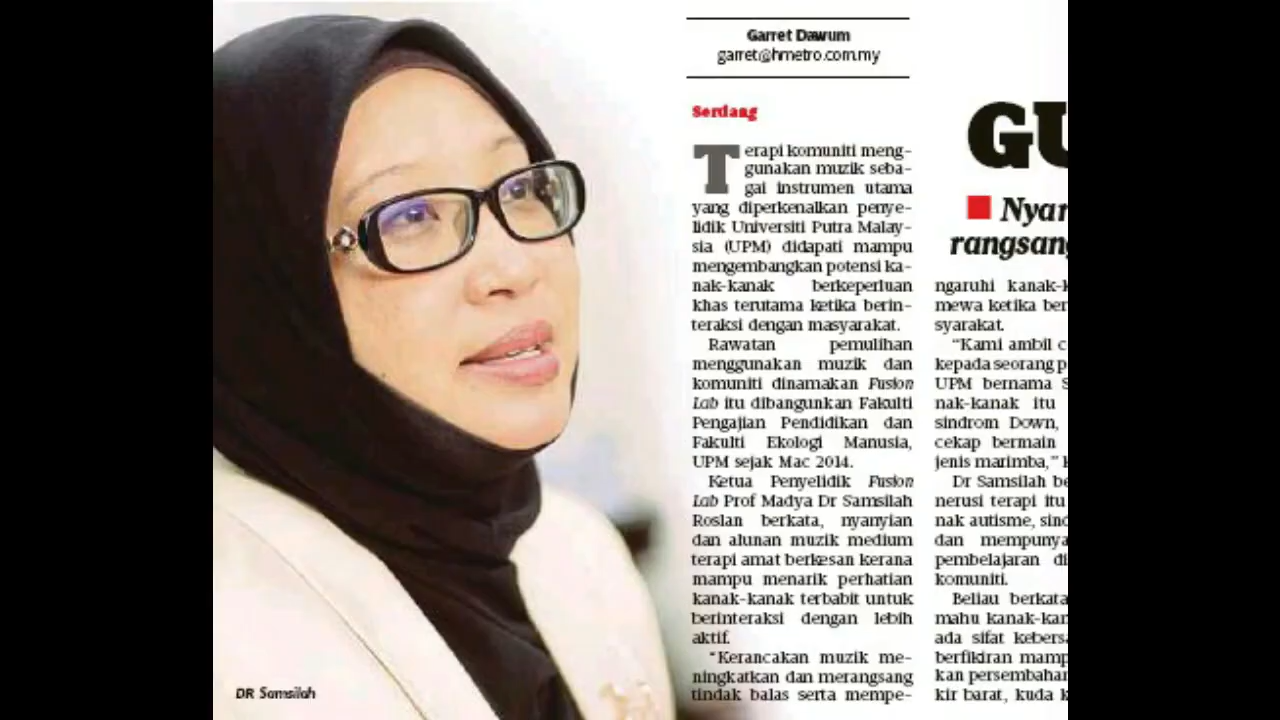 Garret Dawum
garret@hmetro.com.my
Serdang
Terapi komuniti meng-
gunakan muzik seba-
gai instrumen utama
yang diperkenalkan penye-
lidik Universiti Putra Malay-
sia (UPM) didapati mampu
mengembangkan potensi ka-
nak-kanak berkeperluan
khas terutama ketika berin-
teraksi dengan masyarakat.
Rawatan pemulihan
menggunakan muzik dan
komuniti dinamakan Fusion
Lab itu dibangunkan Fakulti
Pengajian Pendidikan dan
Fakulti Ekologi Manusia,
UPM sejak Mac 2014.
Ketua Penyelidik Fusion
Lab Prof Madya Dr Samsilah
Roslan berkata, nyanyian
dan alunan muzik medium
terapi amat berkesan kerana
mampu menarik perhatian
kanak-kanak terbabit untuk
berinteraksi dengan lebih
aktif.
"Kerancakan muzik me-
ningkatkan dan merangsang
tindak balas serta mempe-
GU
Nyan
rangsang
ngaruhi kanak-k
mewa ketika ber
syarakat.
"Kami ambil c
kepada seorang p
UPM bernama S
nak-kanak itu
sindrom Down,
cekap bermain
jenis marimba,"
Dr Samsilah be
nerusi terapi itu
nak autisme, sind
dan mempunya
pembelajaran di
komuniti.
Beliau berkata
mahu kanak-kan
ada sifat kebersa
berfikiran mamp
kan persembahan
kir barat, kuda k
DR Samsilah